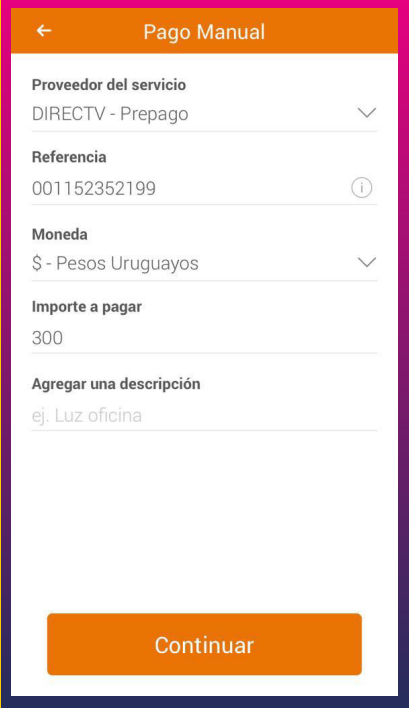 Pago Manual
Proveedor del servicio
DIRECTV - Prepago
Referencia
001152352199
Moneda
$ - Pesos Uruguayos
Importe a pagar
300
Agregar una descripción
ej. Luz oficina
Continuar